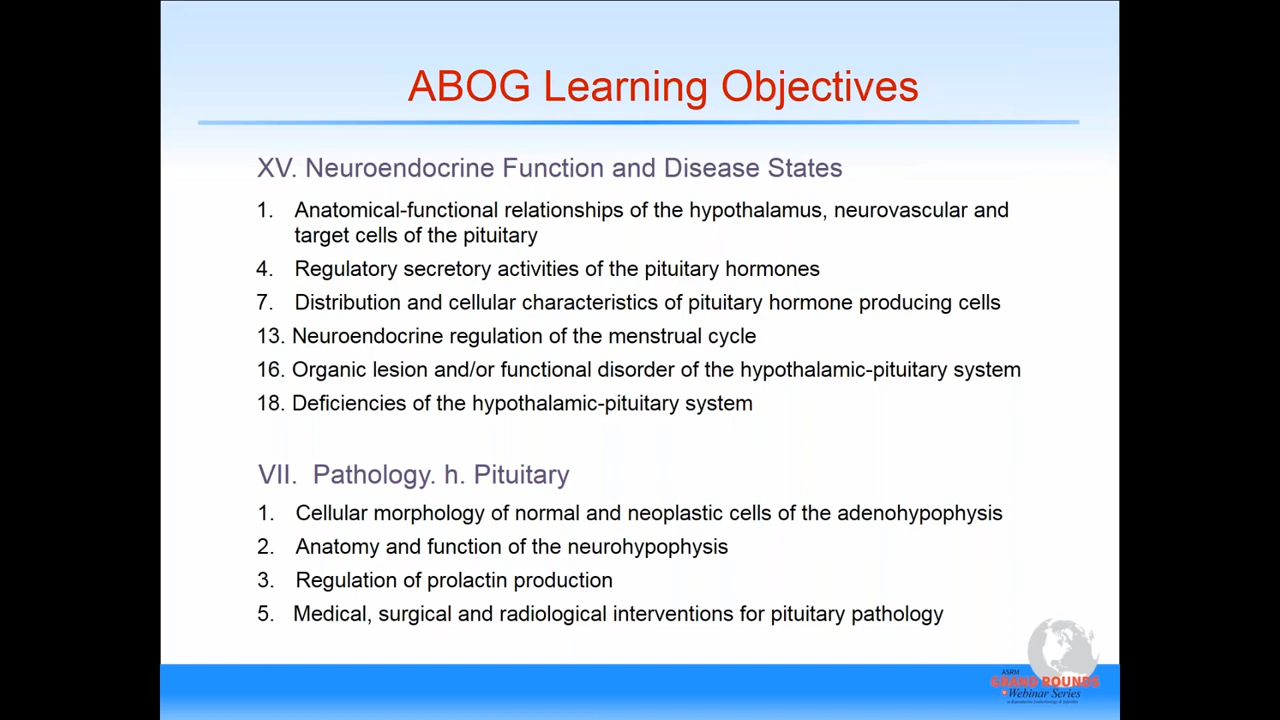 ABOG Learning Objectives
XV. Neuroendocrine Function and Disease States
1. Anatomical-functional relationships of the hypothalamus, neurovascular and
target cells of the pituitary
4. Regulatory secretory activities of the pituitary hormones
7. Distribution and cellular characteristics of pituitary hormone producing cells
13. Neuroendocrine regulation of the menstrual cycle
16. Organic lesion and/or functional disorder of the hypothalamic-pituitary system
18. Deficiencies of the hypothalamic-pituitary system
VII. Pathology. h. Pituitary
1. Cellular morphology of normal and neoplastic cells of the adenohypophysis
2. Anatomy and function of the neurohypophysis
3. Regulation of prolactin production
5. Medical, surgical and radiological interventions for pituitary pathology
ASRM
GRAND ROUNDS
Webinar Series
in Reproductive Endocrinology & Infertility